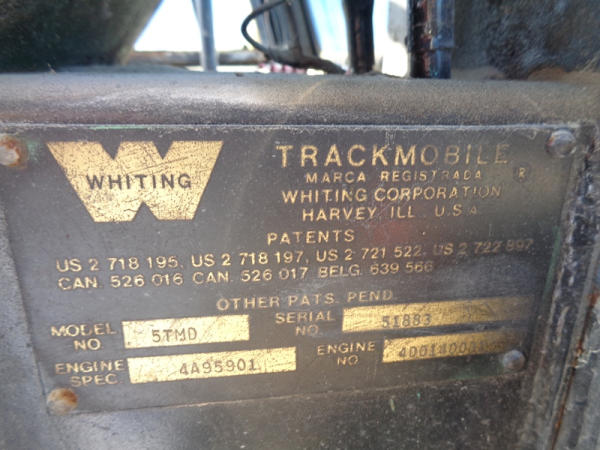 WHITING
TRACKMOBILE
MARCA REGISTRADA ®
WHITING CORPORATION
HARVEY, ILL. U.S.A.
PATENTS
US 2 718 195, US 2 718 197, US 2 721 522, US 2 722 897,
CAN. 526 016 CAN. 526 017 BELG. 639 566
OTHER PATS. PEND.
MODEL NO 5TMD
SERIAL NO. 51883
ENGINE SPEC 4A95901
ENGINE NO